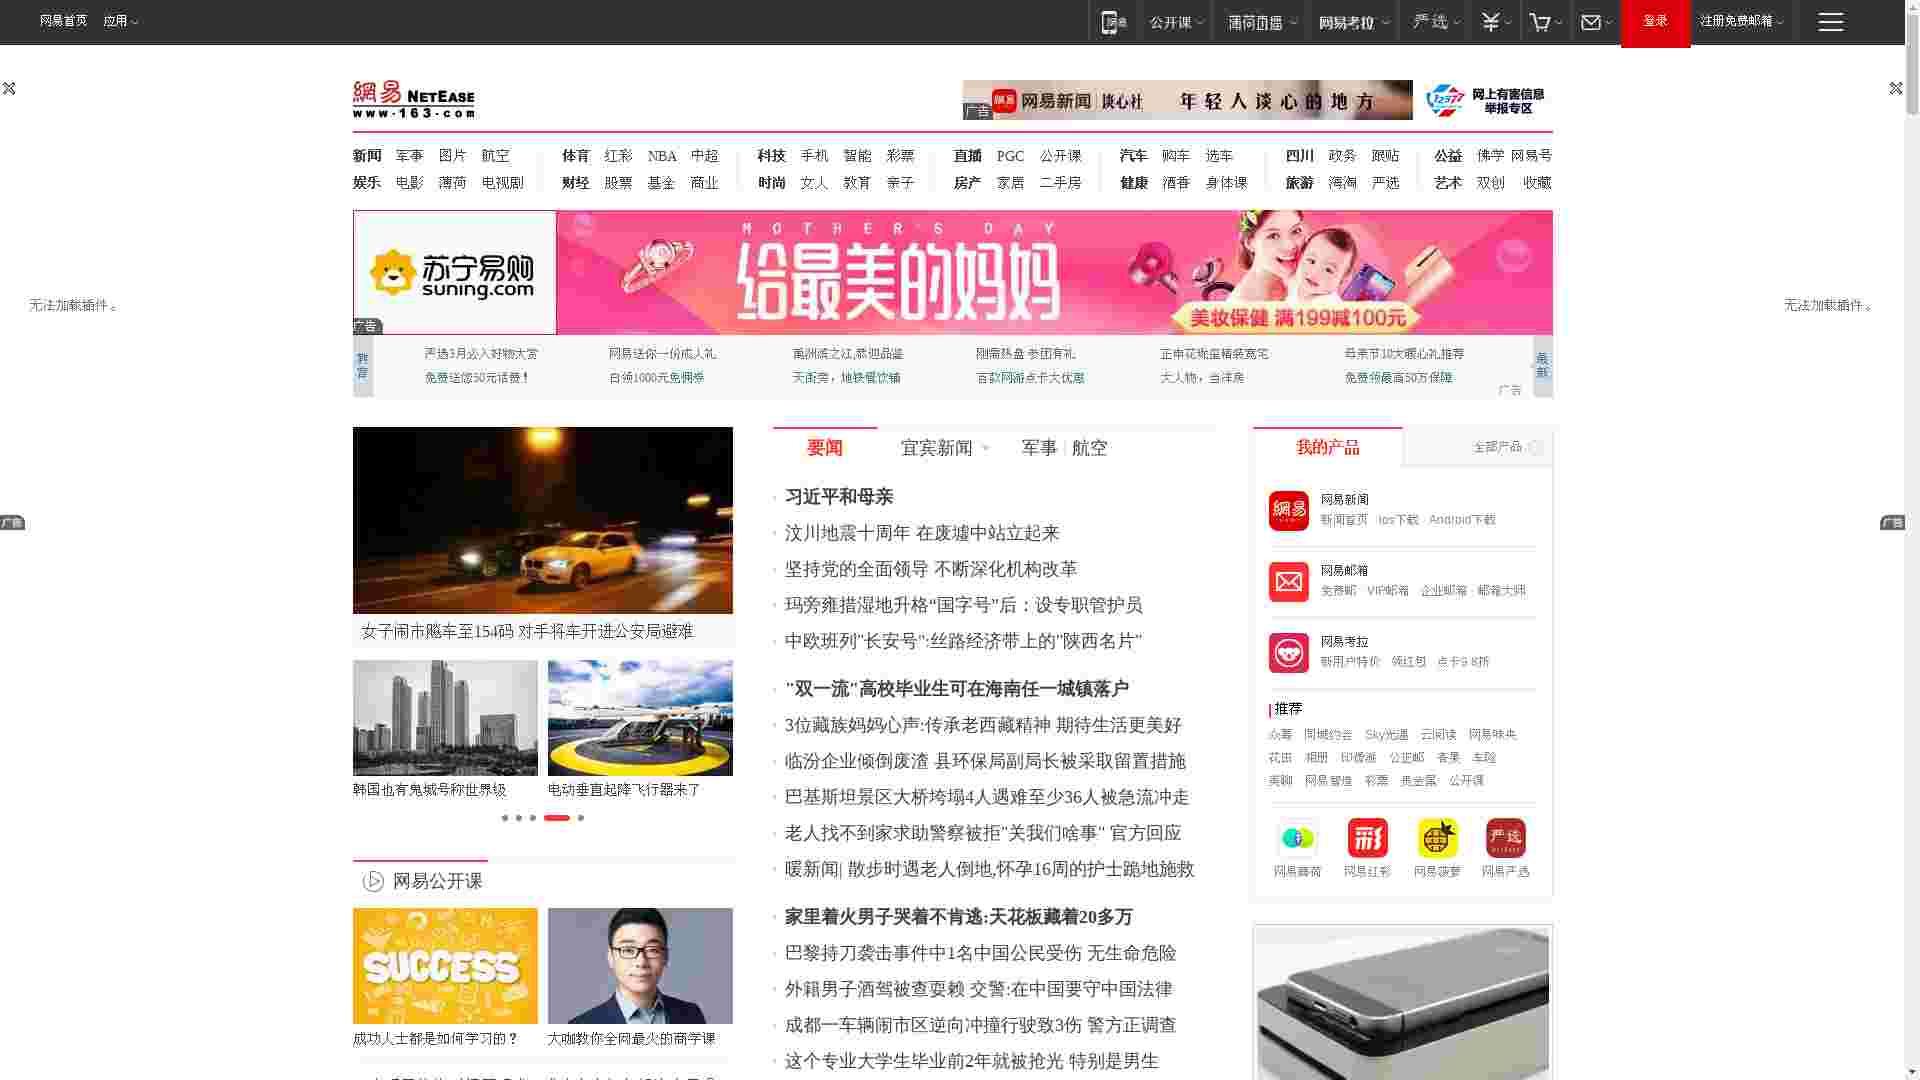 网易首页 应用
公开课 薄荷直播 网易考拉 严选 登录 注册免费邮箱
網易 NETEASE
www.163.com
广告 網易 网易新闻 谈心社 年轻人谈心的地方
12377 网上有害信息
举报专区
新闻 军事 图片 航空 体育 红彩 NBA 中超 科技 手机 智能 彩票 直播 PGC 公开课 汽车 购车 选车 四川 政务 跟贴 公益 佛学 网易号
娱乐 电影 薄荷 电视剧 财经 股票 基金 商业 时尚 女人 教育 亲子 房产 家居 二手房 健康 酒香 身体课 旅游 海淘 严选 艺术 双创 收藏
苏宁易购
suning.com
MOTHER'S DAY
给最美的妈妈
美妆保健 满199减100元
广告
无法加载插件。
无法加载插件。
教育
严选3月必入好物大赏 网易送你一份成人礼 刚需热盘 参团有礼 母亲节10大暖心礼推荐
免费送您50元话费！ 白领1000元免佣券 天街旁，地铁餐饮铺 百款网游点卡大优惠 大人物，当洋房 免费领最高50万保障
最新
广告
广告
广告
女子闹市飚车至154码 对手将车开进公安局避难
韩国也有鬼城号称世界级
电动垂直起降飞行器来了
网易公开课
SUCCESS
成功人士都是如何学习的？
大咖教你全网最火的商学课
要闻 宜宾新闻 军事 航空
习近平和母亲
汶川地震十周年 在废墟中站立起来
坚持党的全面领导 不断深化机构改革
玛旁雍措湿地升格“国字号”后：设专职管护员
中欧班列"长安号":丝路经济带上的"陕西名片"
"双一流"高校毕业生可在海南任一城镇落户
3位藏族妈妈心声:传承老西藏精神 期待生活更美好
临汾企业倾倒废渣 县环保局副局长被采取留置措施
巴基斯坦景区大桥垮塌4人遇难至少36人被急流冲走
老人找不到家求助警察被拒"关我们啥事" 官方回应
暖新闻| 散步时遇老人倒地,怀孕16周的护士跪地施救
家里着火男子哭着不肯逃:天花板藏着20多万
巴黎持刀袭击事件中1名中国公民受伤 无生命危险
外籍男子酒驾被查耍赖 交警:在中国要守中国法律
成都一车辆闹市区逆向冲撞行驶致3伤 警方正调查
这个专业大学生毕业前2年就被抢光 特别是男生
我的产品 全部产品
網易
网易新闻
新闻首页 Ios下载 Android下载
网易邮箱
免费邮 VIP邮箱 企业邮箱 邮箱大师
网易考拉
新用户特价 领红包 点卡9.8折
推荐
众筹 同城约会 Sky光遇 云阅读 网易味央
花田 相册 印像派 公正邮 客果 车险
美聊 网易智造 彩票 贵金属 公开课
彩
严选
网易薄荷 网易红彩 网易菠萝 网易严选